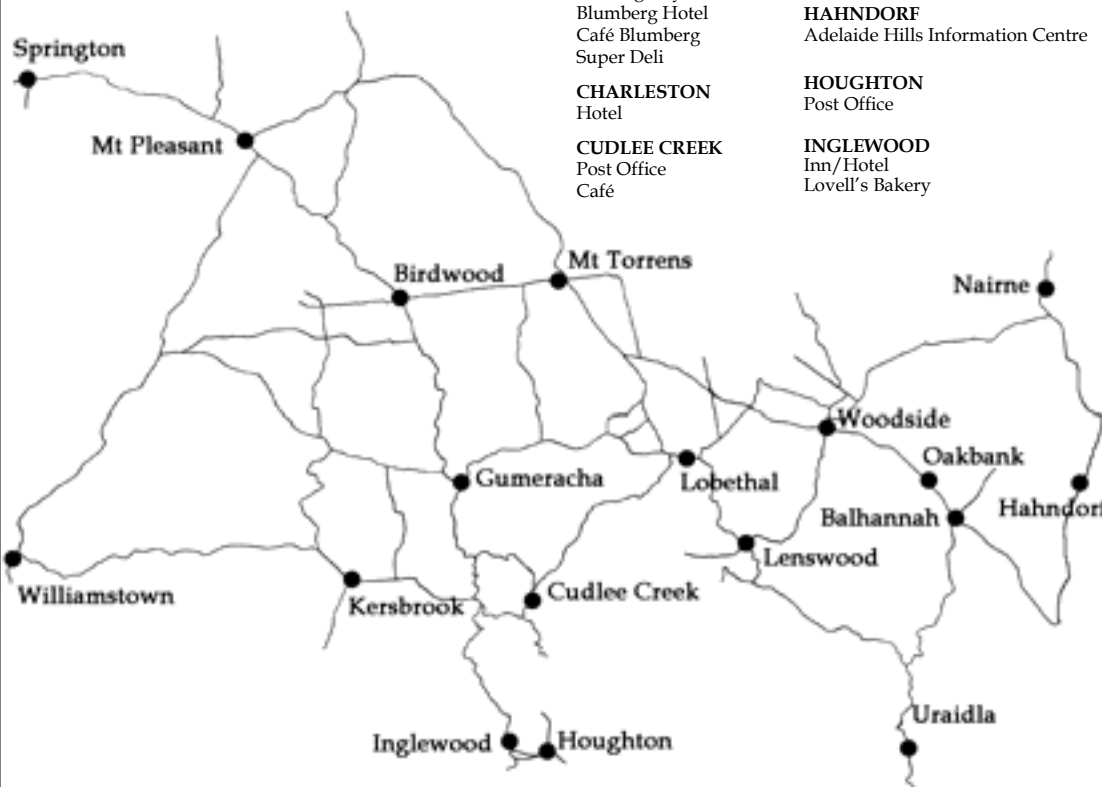 Blumberg Hotel
Café Blumberg
Super Deli
CHARLESTON
Hotel
CUDLEE CREEK
Post Office
Café
HAHNDORF
Adelaide Hills Information Centre
HOUGHTON
Post Office
INGLEWOOD
Inn/Hotel
Lovell's Bakery
Springton
Mt Pleasant
Birdwood
Mt Torrens
Nairne
Woodside
Oakbank
Gumeracha
Lobethal
Balhannah
Hahndorf
Lenswood
Williamstown
Kersbrook
Cudlee Creek
Uraidla
Inglewood
Houghton